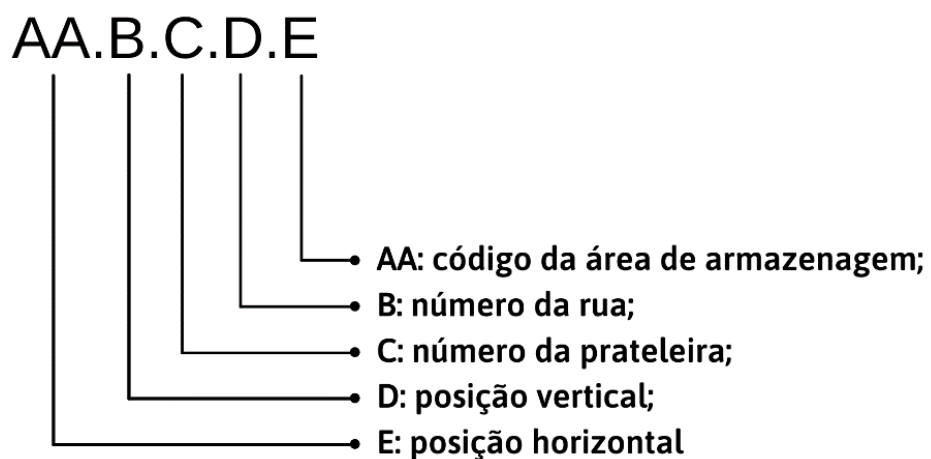 AA.B.C.D.E
AA: código da área de armazenagem;
B: número da rua;
C: número da prateleira;
D: posição vertical;
E: posição horizontal